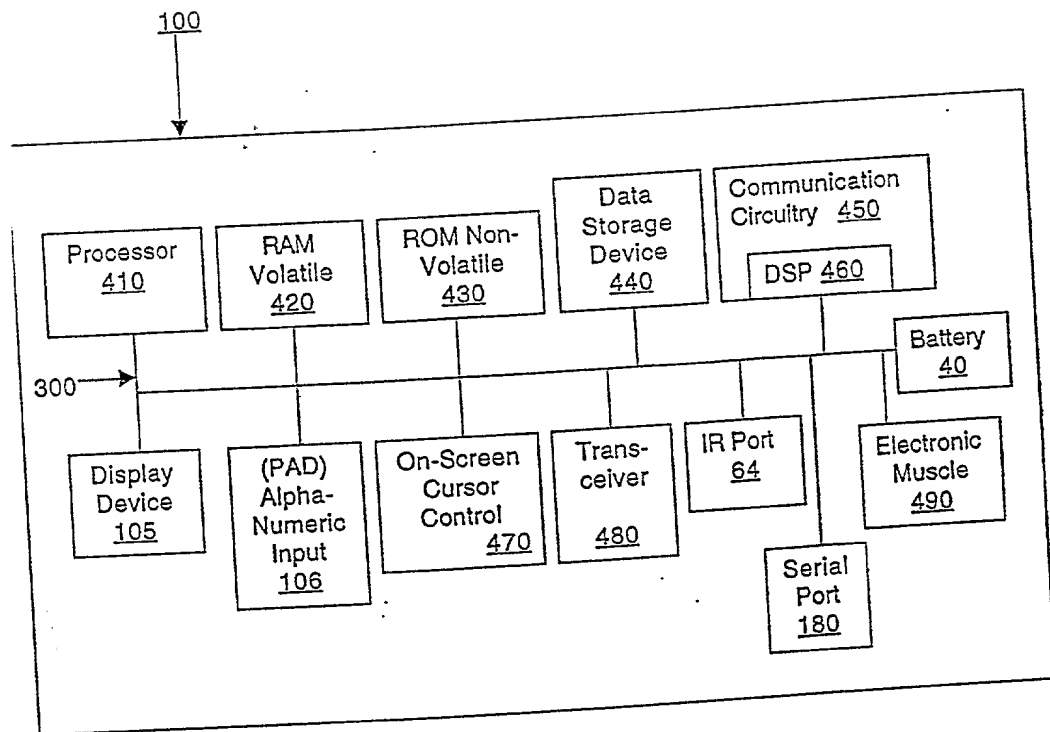 100
Processor
410
RAM
Volatile
420
ROM Non-
Volatile
430
Data
Storage
Device
440
Communication
Circuitry 450
DSP 460
Battery
40
300
Display
Device
105
(PAD)
Alpha-
Numeric
Input
106
On-Screen
Cursor
Control
470
Trans-
ceiver
480
IR Port
64
Electronic
Muscle
490
Serial
Port
180